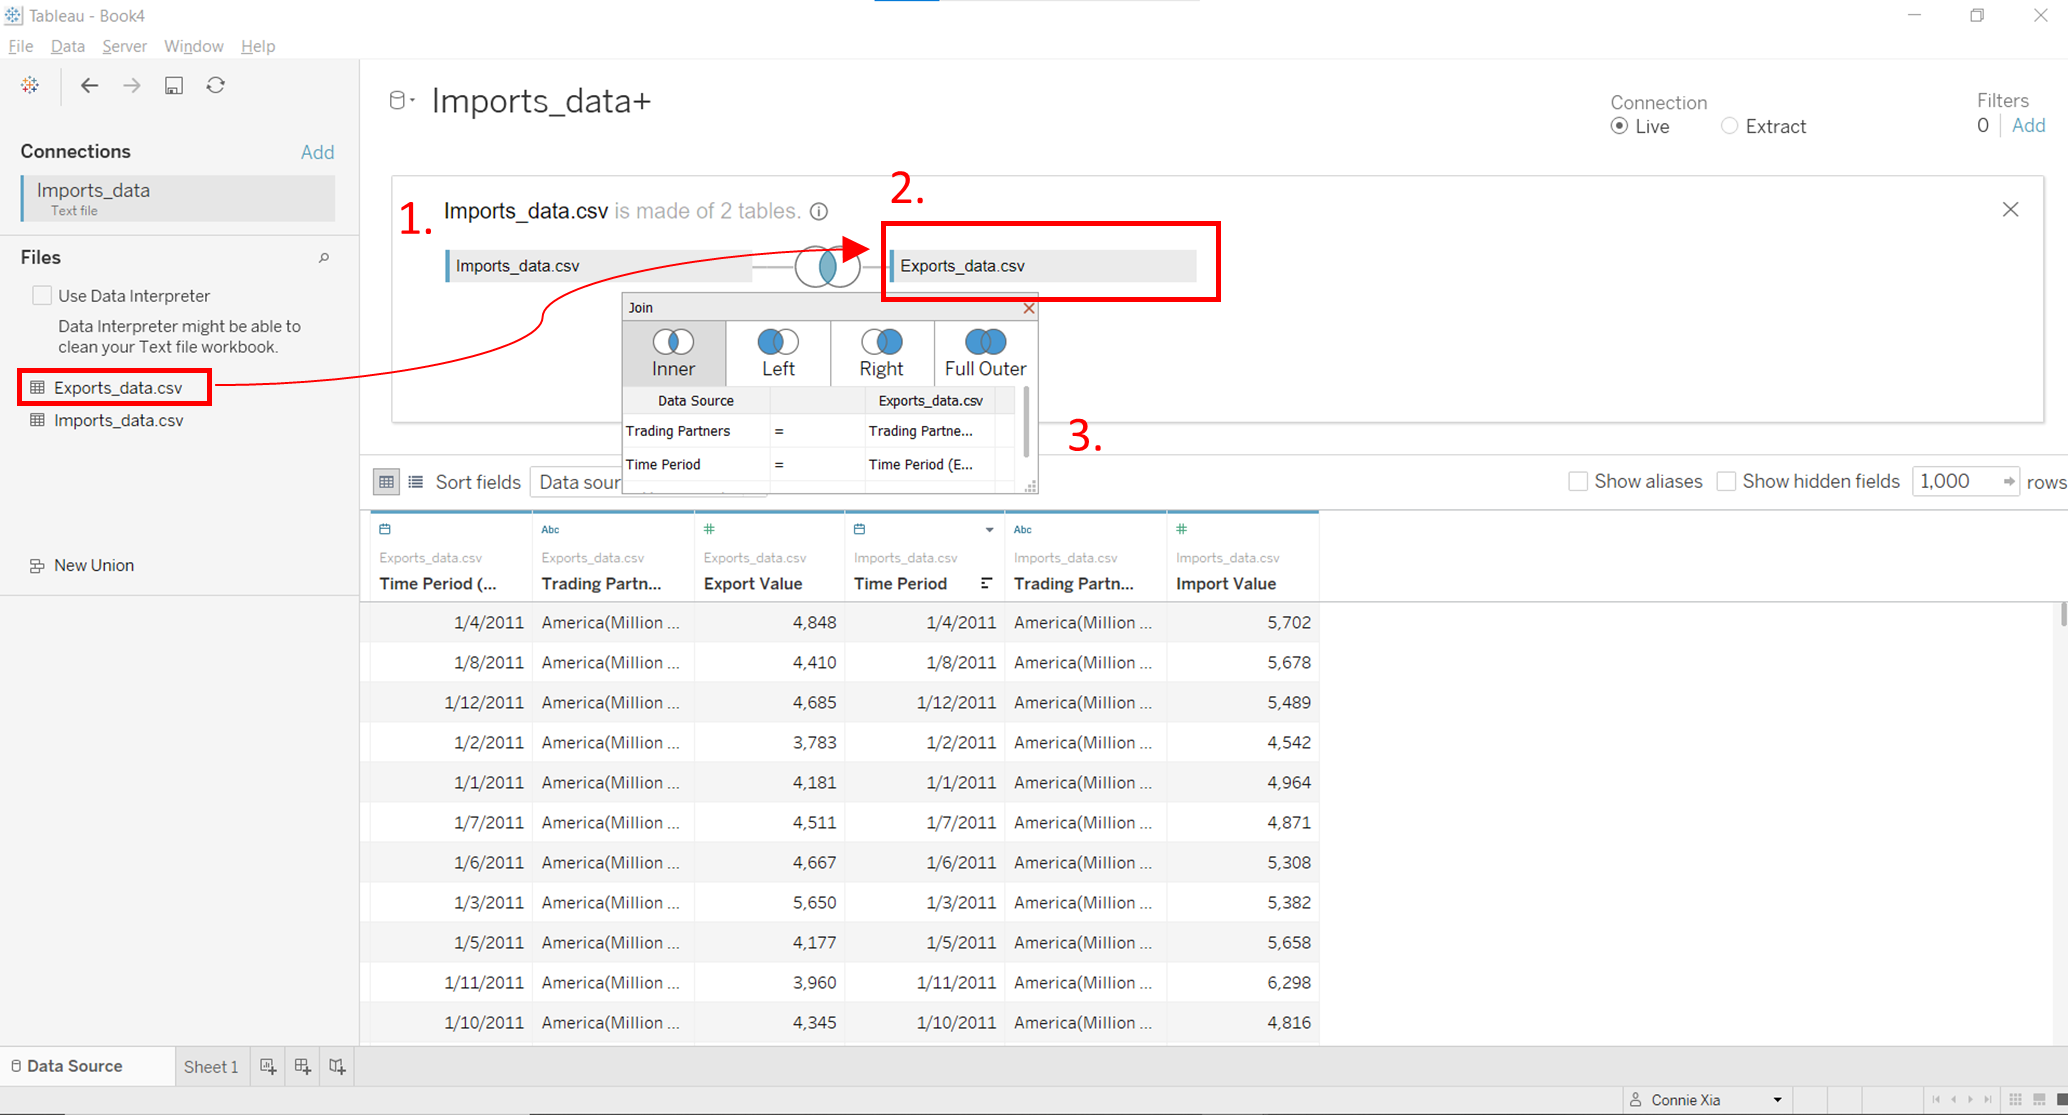 Tableau - Book4
File Data Server Window Help
Imports_data+
Connection
Live Extract
Filters
0 Add
Connections Add
Imports_data
Text file
Files
Use Data Interpreter
Data Interpreter might be able to
clean your Text file workbook.
Exports_data.csv
Imports_data.csv
New Union
1.
Imports_data.csv is made of 2 tables.
2.
Imports_data.csv Exports_data.csv
Join
Inner Left Right Full Outer
Data Source Exports_data.csv
Trading Partners = Trading Partne...
Time Period = Time Period (E...
3.
Sort fields Data sour
Show aliases Show hidden fields 1,000 rows
Abc # Abc #
Exports_data.csv Exports_data.csv Exports_data.csv Imports_data.csv Imports_data.csv Imports_data.csv
Time Period (... Trading Partn... Export Value Time Period Trading Partn... Import Value
1/4/2011 America(Million ... 4,848 1/4/2011 America(Million ... 5,702
1/8/2011 America(Million ... 4,410 1/8/2011 America(Million ... 5,678
1/12/2011 America(Million ... 4,685 1/12/2011 America(Million ... 5,489
1/2/2011 America(Million ... 3,783 1/2/2011 America(Million ... 4,542
1/1/2011 America(Million ... 4,181 1/1/2011 America(Million ... 4,964
1/7/2011 America(Million ... 4,511 1/7/2011 America(Million ... 4,871
1/6/2011 America(Million ... 4,667 1/6/2011 America(Million ... 5,308
1/3/2011 America(Million ... 5,650 1/3/2011 America(Million ... 5,382
1/5/2011 America(Million ... 4,177 1/5/2011 America(Million ... 5,658
1/11/2011 America(Million ... 3,960 1/11/2011 America(Million ... 6,298
1/10/2011 America(Million ... 4,345 1/10/2011 America(Million ... 4,816
Data Source Sheet 1
Connie Xia